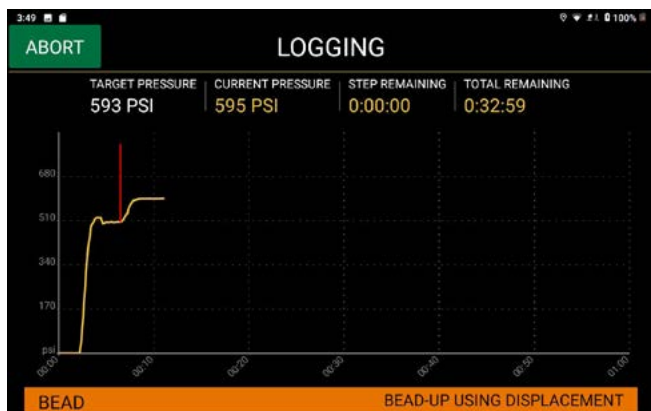 3:49
100%
ABORT
LOGGING
TARGET PRESSURE
593 PSI
CURRENT PRESSURE
595 PSI
STEP REMAINING
0:00:00
TOTAL REMAINING
0:32:59
680
510
340
170
psi
00:00
00:10
00:20
00:30
00:40
00:50
01:00
BEAD
BEAD-UP USING DISPLACEMENT